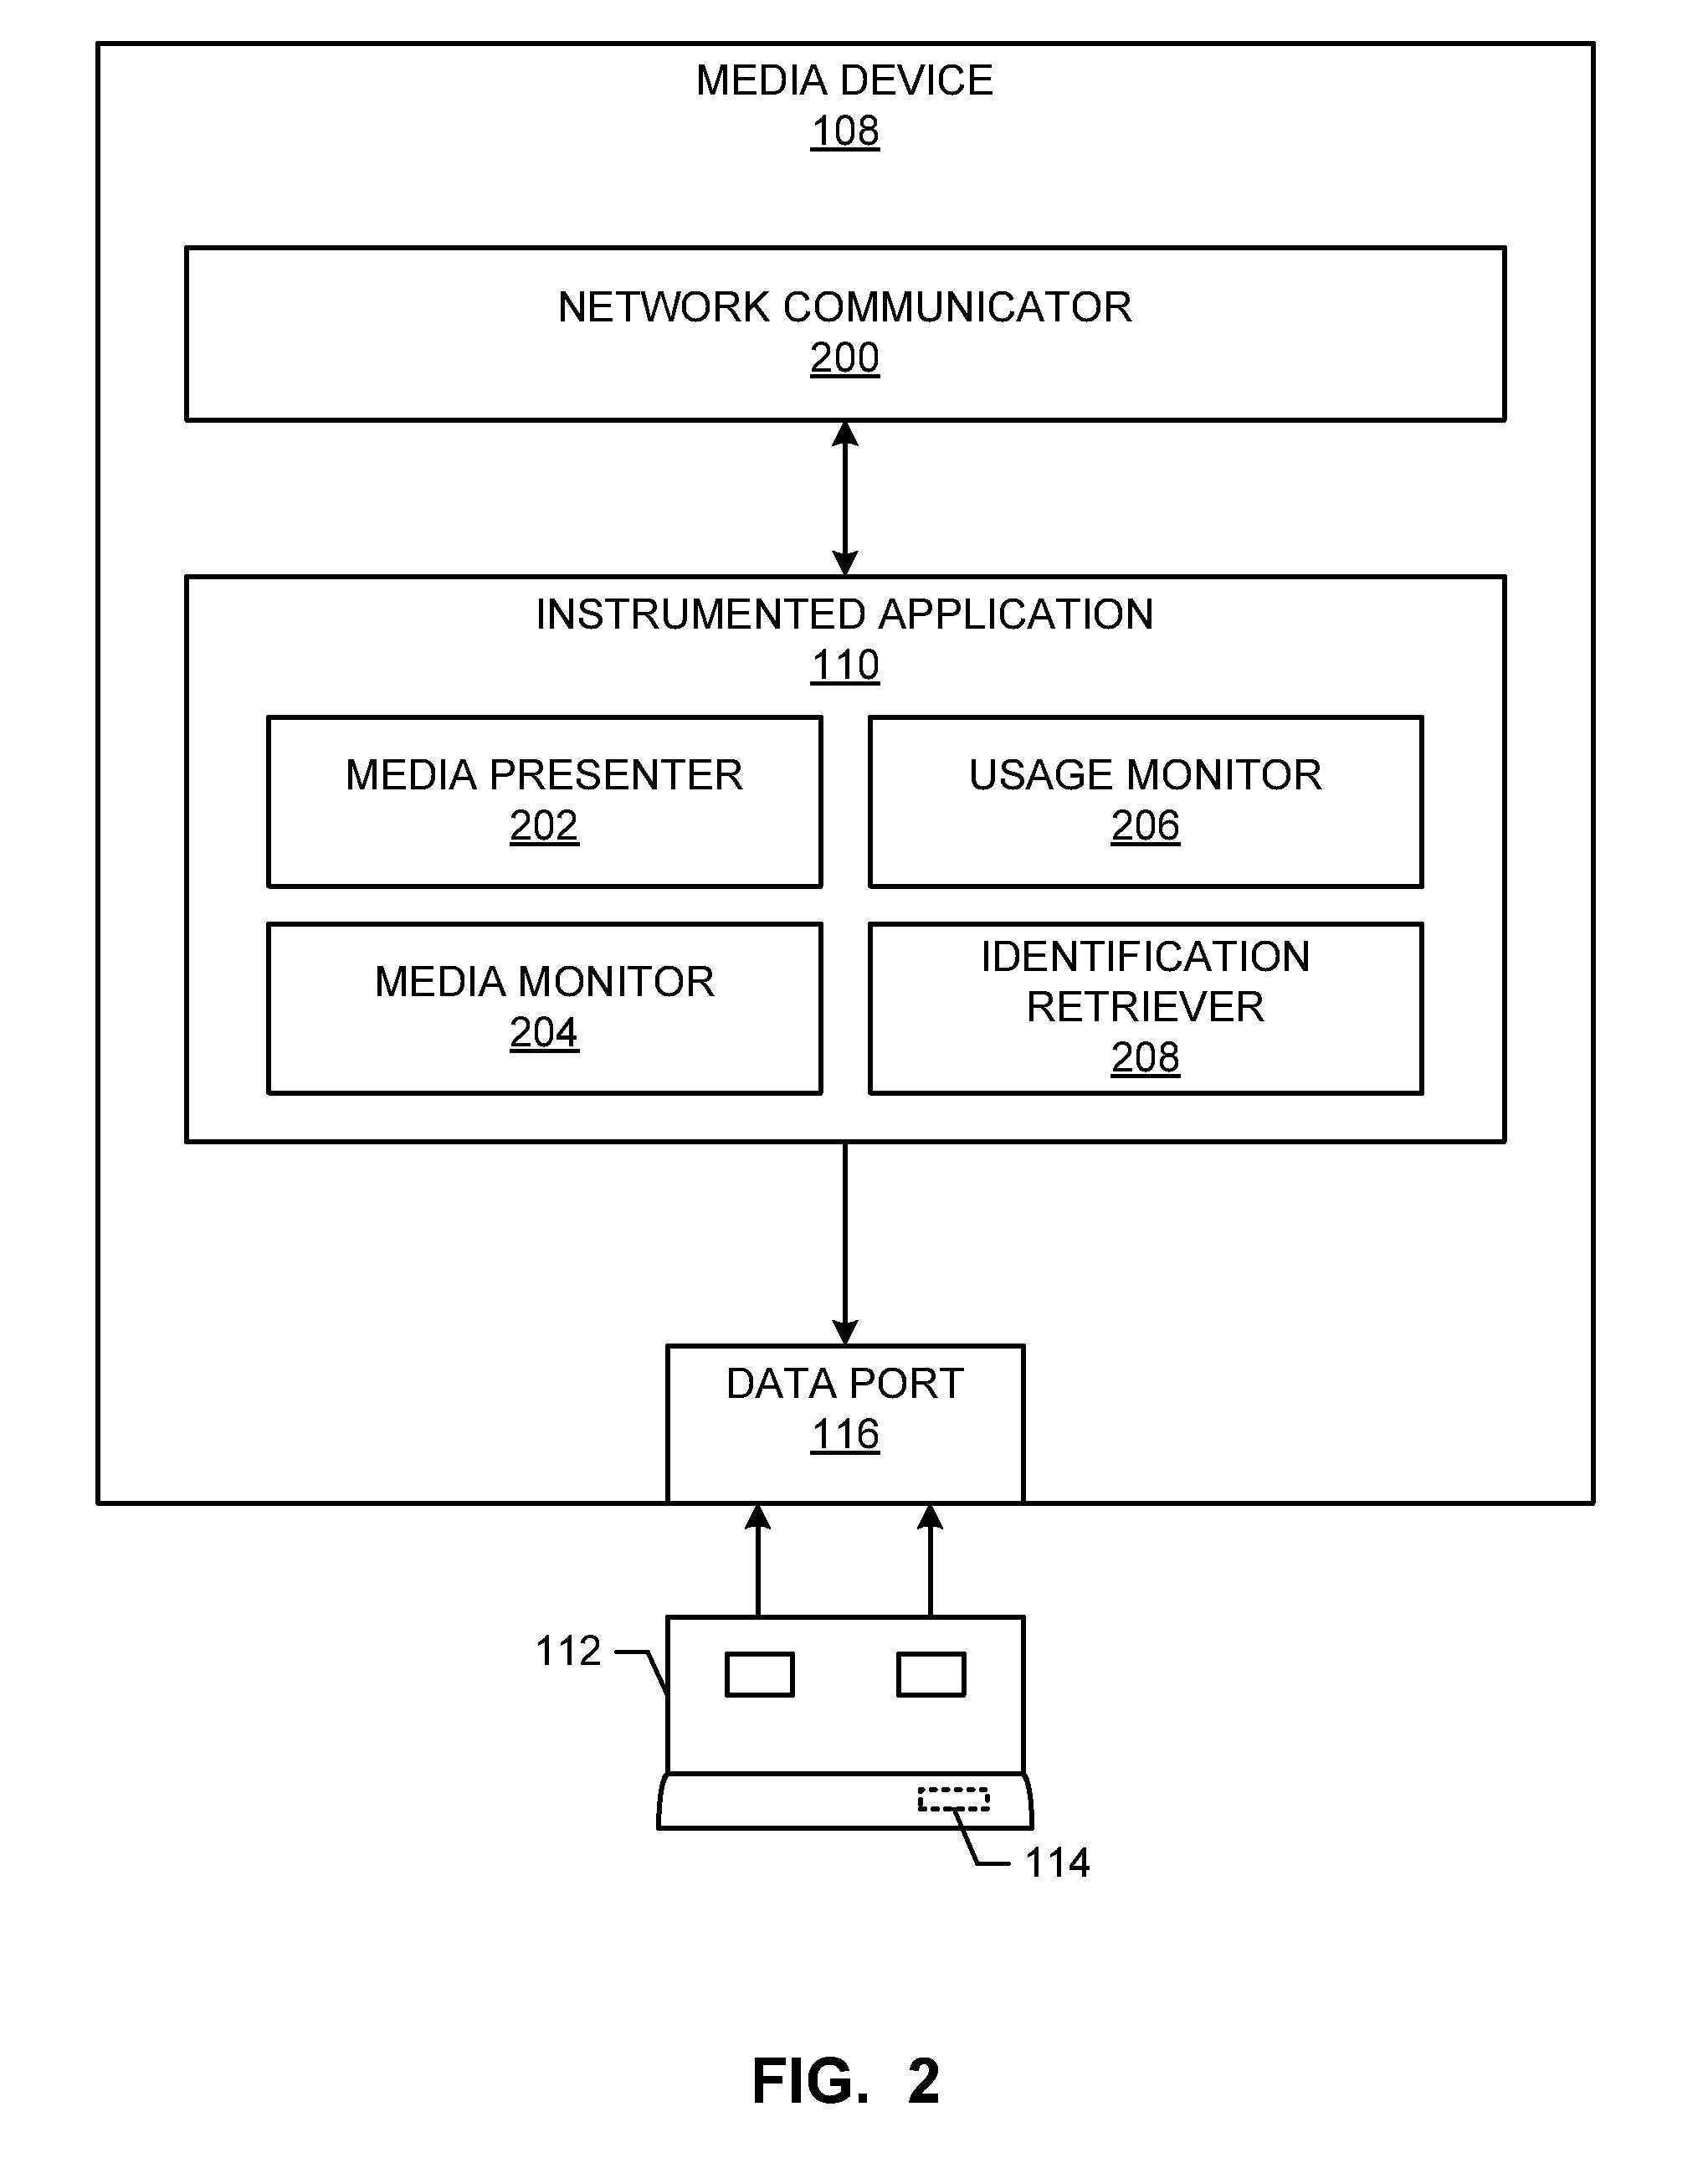 MEDIA DEVICE
108
NETWORK COMMUNICATOR
200
INSTRUMENTED APPLICATION
110
MEDIA PRESENTER
202
USAGE MONITOR
206
MEDIA MONITOR
204
IDENTIFICATION
RETRIEVER
208
DATA PORT
116
112
114
FIG. 2